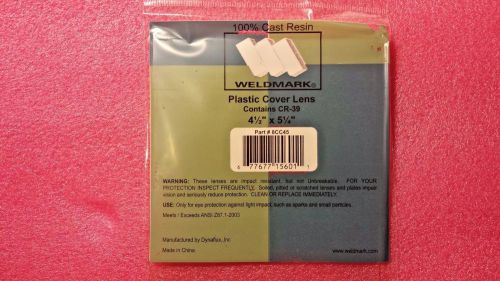 100% Cast Resin
WELDMARK®
Plastic Cover Lens
Contains CR-39
4½" x 5¼"
Part # 8CC45
6 77677 15601 1
WARNING: These lenses are impact resistant, but not Unbreakable. FOR YOUR
PROTECTION INSPECT FREQUENTLY. Soiled, pitted or scratched lenses and plates impair
vision and seriously reduce protection. CLEAN OR REPLACE IMMEDIATELY.
USE: Only for eye protection against light impact, such as sparks and small particles.
Meets / Exceeds ANSI Z87.1-2003
Manufactured by Dynaflux, Inc
Made in China
www.weldmark.com